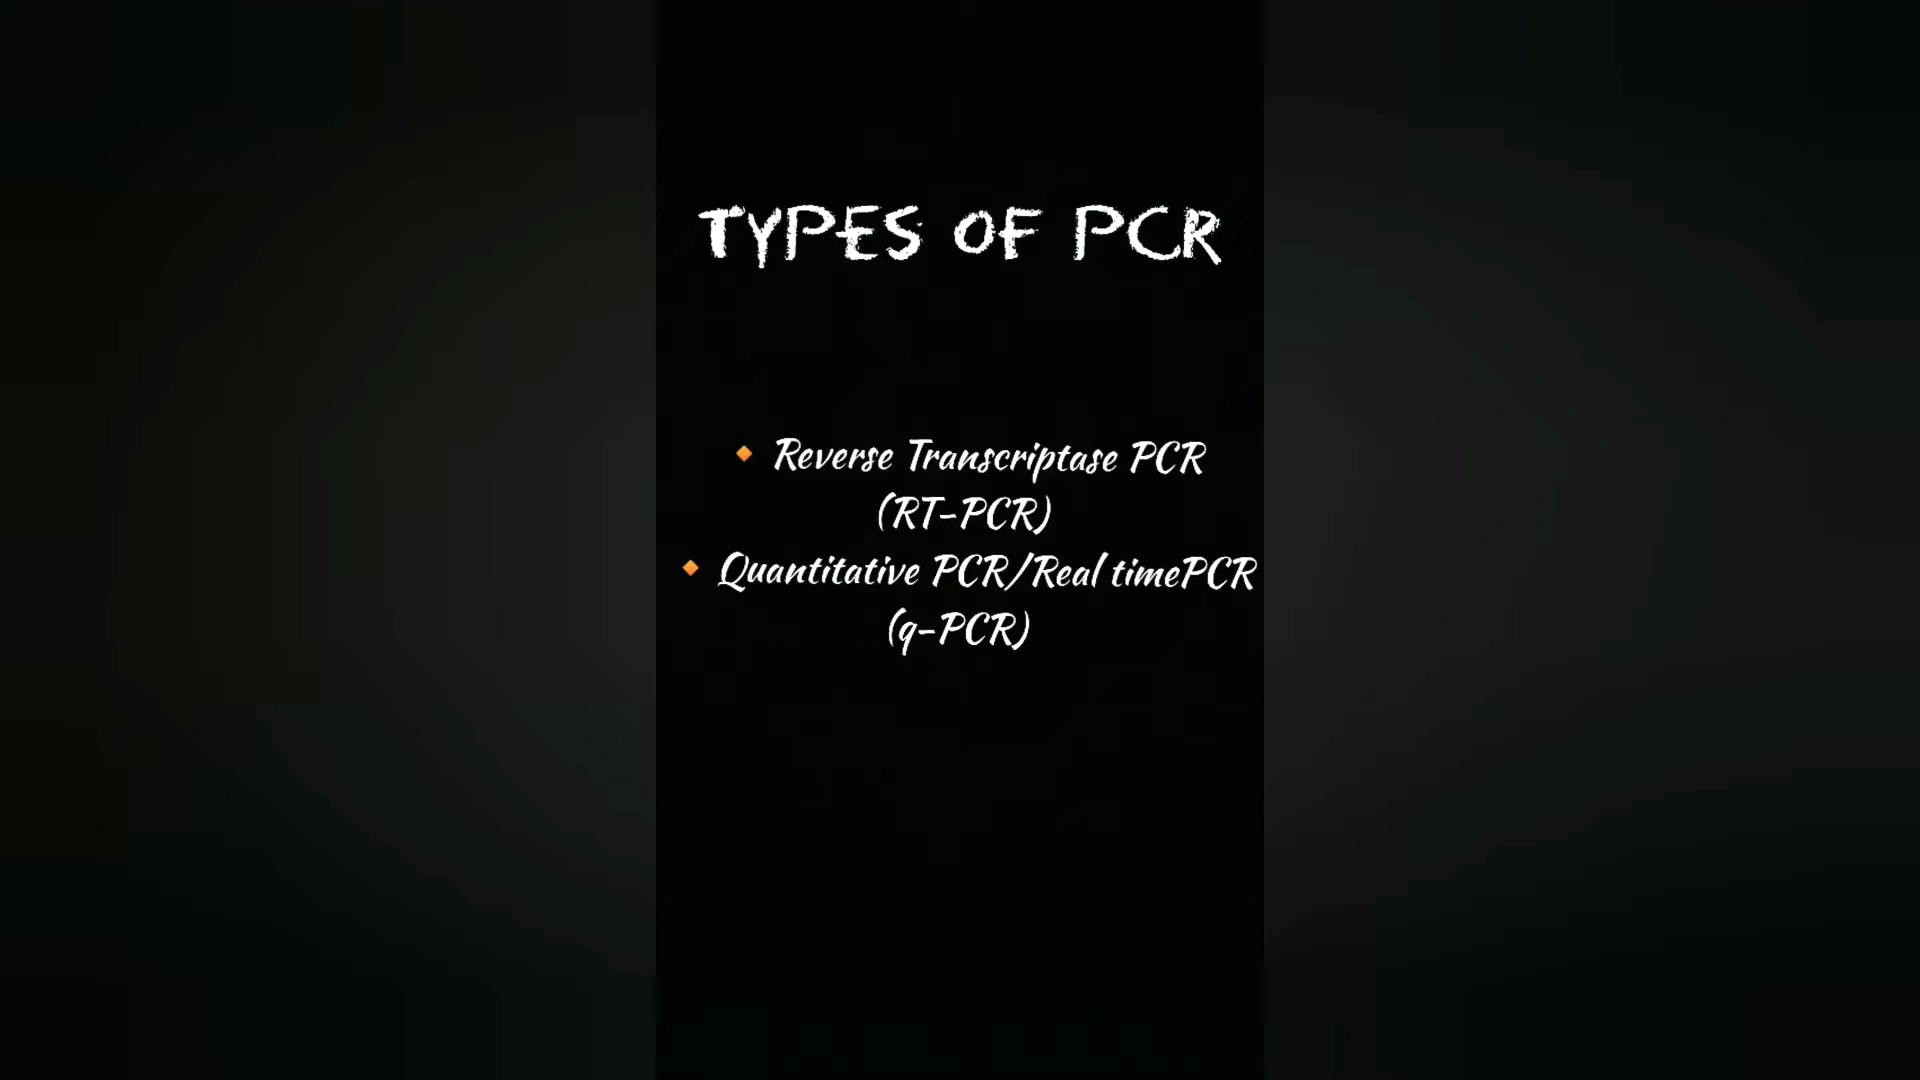 TYPES OF PCR
🔸 Reverse Transcriptase PCR
(RT-PCR)
🔸 Quantitative PCR/Real timePCR
(q-PCR)